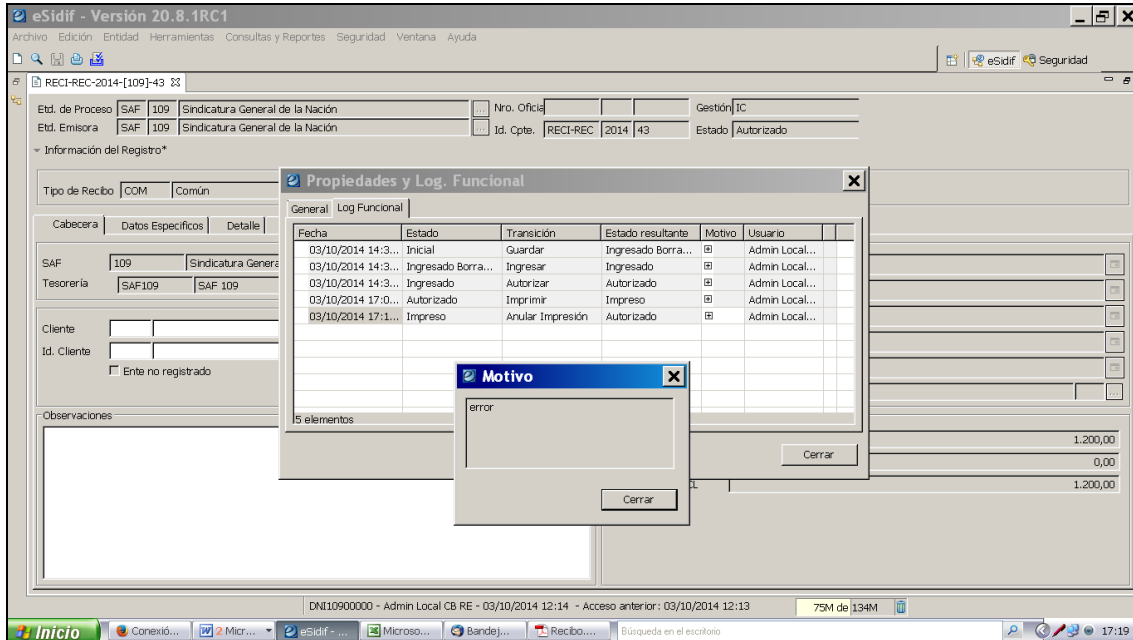 eSidif - Versión 20.8.1RC1
Archivo Edición Entidad Herramientas Consultas y Reportes Seguridad Ventana Ayuda
eSidif Seguridad
RECI-REC-2014-[109]-43
Etd. de Proceso SAF 109 Sindicatura General de la Nación ... Nro. Oficia Gestión IC
Etd. Emisora SAF 109 Sindicatura General de la Nación ... Id. Cpte. RECI-REC 2014 43 Estado Autorizado
Información del Registro*
Tipo de Recibo COM Común
Cabecera Datos Especificos Detalle
SAF 109 Sindicatura Genera
Tesorería SAF109 SAF 109
Cliente
Id. Cliente
Ente no registrado
...
Observaciones
1.200,00
0,00
1.200,00
Propiedades y Log. Funcional
General Log Funcional
Fecha Estado Transición Estado resultante Motivo Usuario
03/10/2014 14:3... Inicial Guardar Ingresado Borra... Admin Local...
03/10/2014 14:3... Ingresado Borra... Ingresar Ingresado Admin Local...
03/10/2014 14:3... Ingresado Autorizar Autorizado Admin Local...
03/10/2014 17:0... Autorizado Imprimir Impreso Admin Local...
03/10/2014 17:1... Impreso Anular Impresión Autorizado Admin Local...
5 elementos
Cerrar
Motivo
error
Cerrar
DNI10900000 - Admin Local CB RE - 03/10/2014 12:14 - Acceso anterior: 03/10/2014 12:13 75M de 134M
Inicio Conexió... 2 Micr... eSidif - ... Microso... Bandej... Recibo.... Búsqueda en el escritorio 17:19